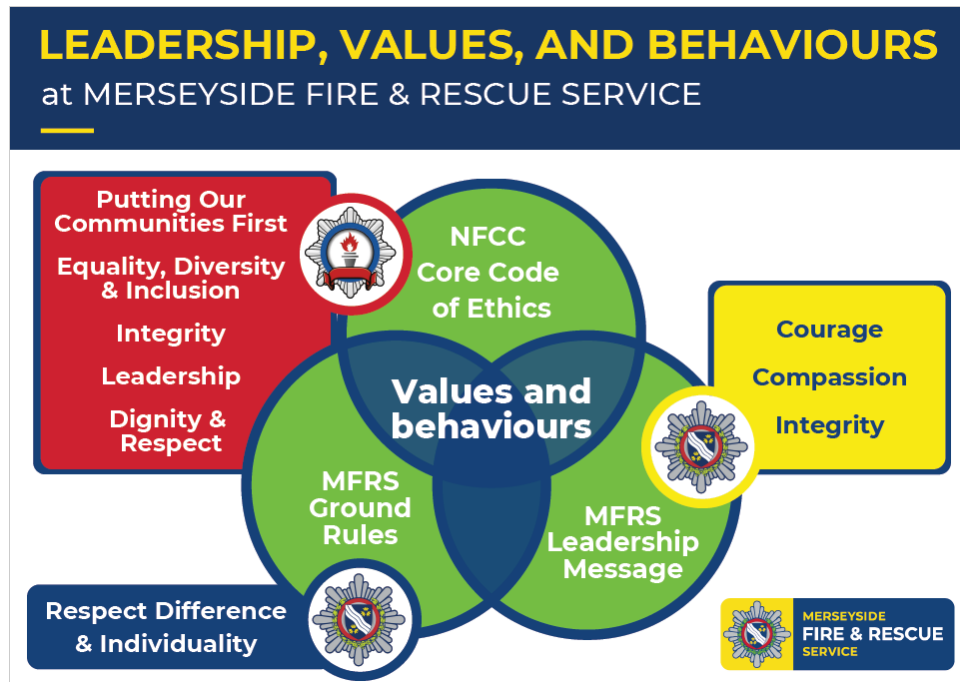 LEADERSHIP, VALUES, AND BEHAVIOURS
at MERSEYSIDE FIRE & RESCUE SERVICE
Putting Our
Communities First
Equality, Diversity
& Inclusion
Integrity
Leadership
Dignity &
Respect
NFCC
Core Code
of Ethics
Courage
Compassion
Integrity
Values and
behaviours
MFRS
Ground
Rules
MFRS
Leadership
Message
Respect Difference
& Individuality
MERSEYSIDE
FIRE & RESCUE
SERVICE